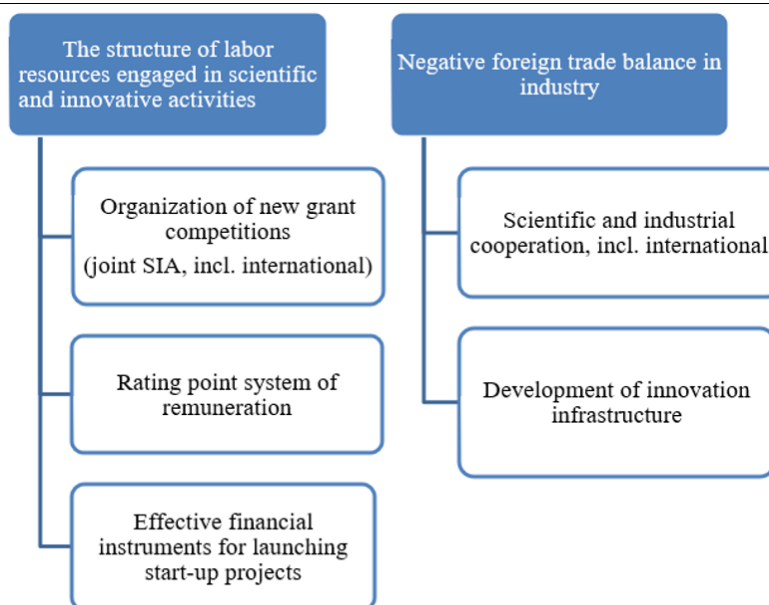 The structure of labor
resources engaged in scientific
and innovative activities
Organization of new grant
competitions
(joint SIA, incl. international)
Rating point system of
remuneration
Effective financial
instruments for launching
start-up projects
Negative foreign trade balance in
industry
Scientific and industrial
cooperation, incl. international
Development of innovation
infrastructure